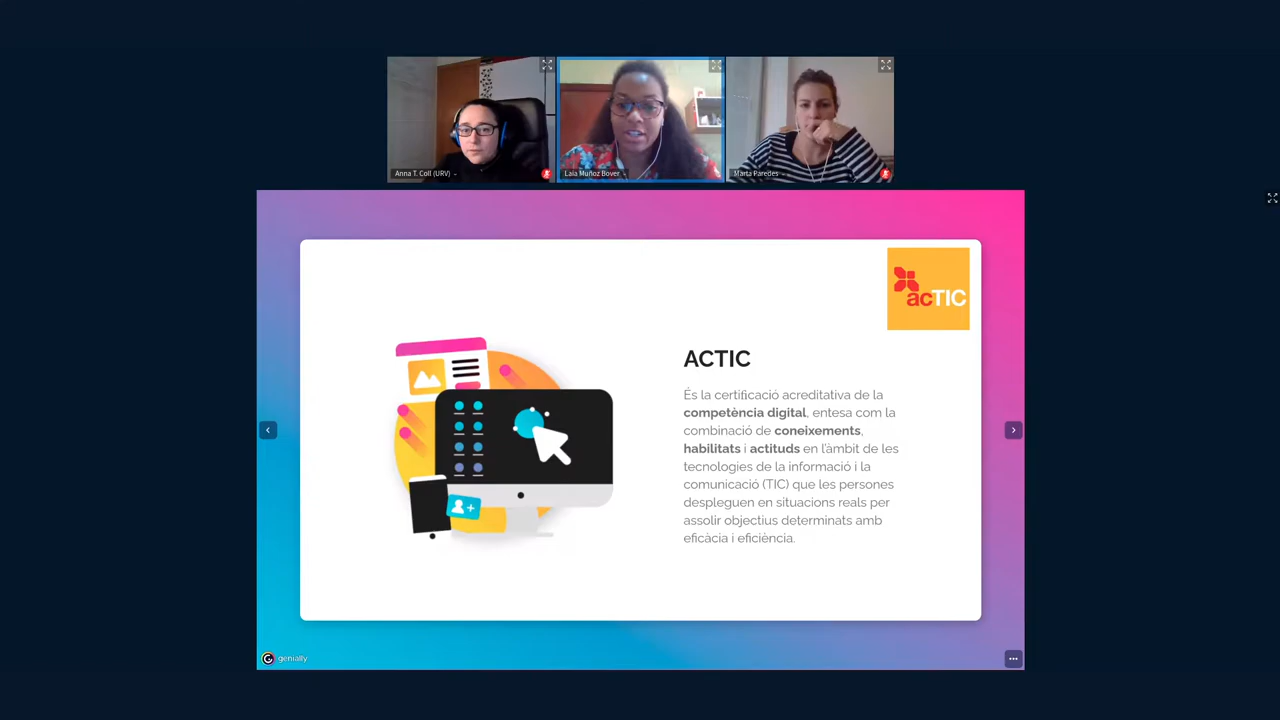 Anna T. Coll (URV)
Laia Muñoz Bover
Marta Paredes
acTIC
ACTIC
És la certificació acreditativa de la
competència digital, entesa com la
combinació de coneixements,
habilitats i actituds en l'àmbit de les
tecnologies de la informació i la
comunicació (TIC) que les persones
despleguen en situacions reals per
assolir objectius determinats amb
eficàcia i eficiència.
genially